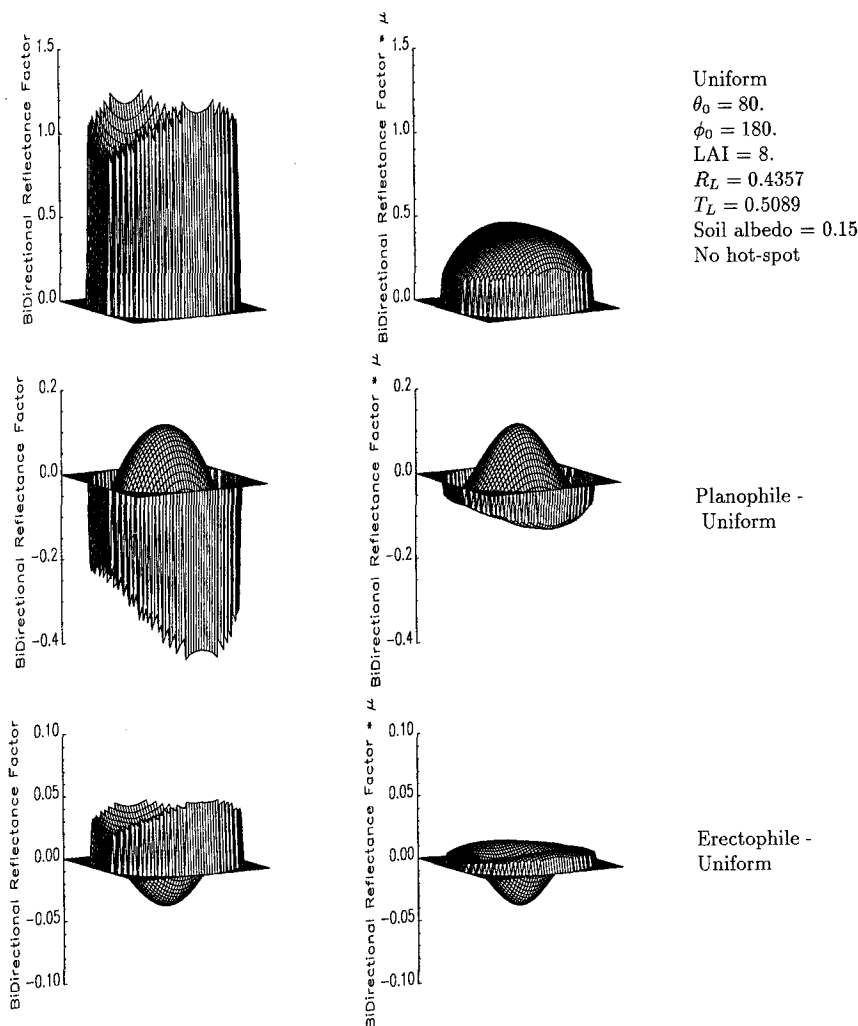 BiDirectional Reflectance Factor
1.5
1.0
0.5
0.0
BiDirectional Reflectance Factor * μ
1.5
1.0
0.5
0.0
Uniform
θ₀ = 80.
ϕ₀ = 180.
LAI = 8.
R_L = 0.4357
T_L = 0.5089
Soil albedo = 0.15
No hot-spot
BiDirectional Reflectance Factor
0.2
0.0
−0.2
−0.4
BiDirectional Reflectance Factor * μ
0.2
0.0
−0.2
−0.4
Planophile -
Uniform
BiDirectional Reflectance Factor
0.10
0.05
0.00
−0.05
−0.10
BiDirectional Reflectance Factor * μ
0.10
0.05
0.00
−0.05
−0.10
Erectophile -
Uniform